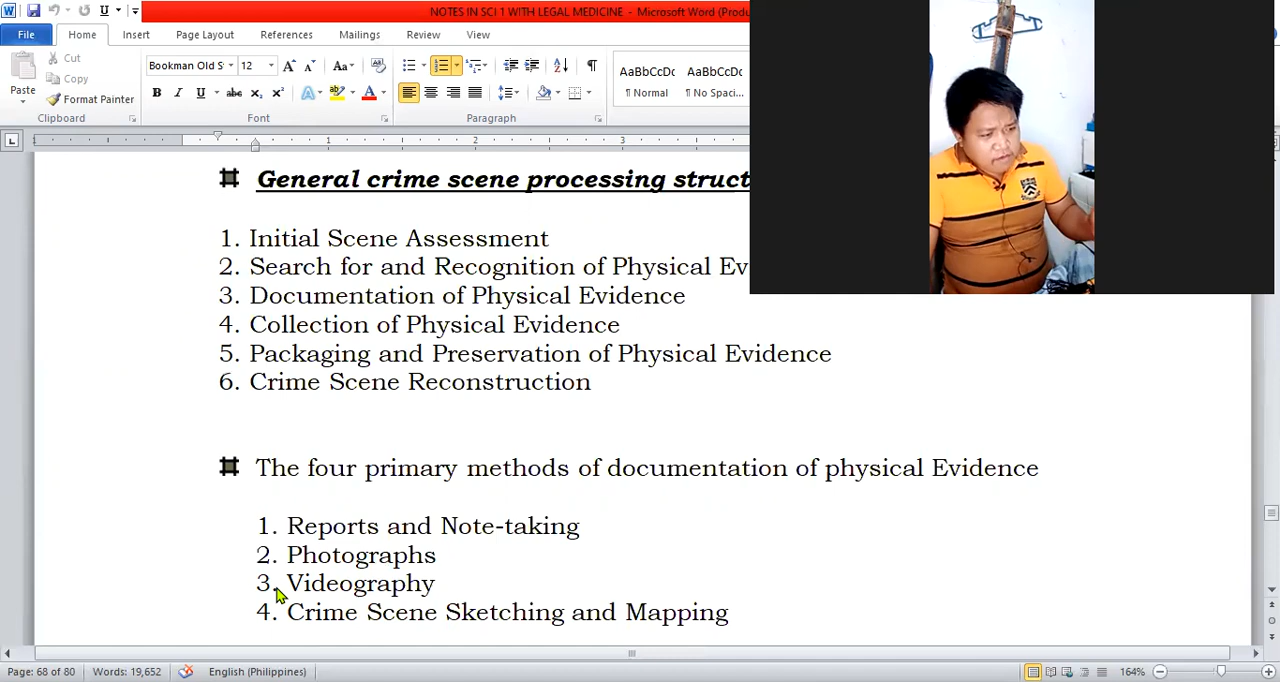 NOTES IN SCI 1 WITH LEGAL MEDICINE - Microsoft Word (Produ
File Home Insert Page Layout References Mailings Review View
Cut
Copy
Paste
Format Painter
Bookman Old S 12
AaBbCcDc AaBbCcDc
¶ Normal ¶ No Spaci...
Clipboard Font Paragraph
1 2 3
General crime scene processing struct
1. Initial Scene Assessment
2. Search for and Recognition of Physical Ev
3. Documentation of Physical Evidence
4. Collection of Physical Evidence
5. Packaging and Preservation of Physical Evidence
6. Crime Scene Reconstruction
The four primary methods of documentation of physical Evidence
1. Reports and Note-taking
2. Photographs
3. Videography
4. Crime Scene Sketching and Mapping
Page: 68 of 80 Words: 19,652 English (Philippines) 164%